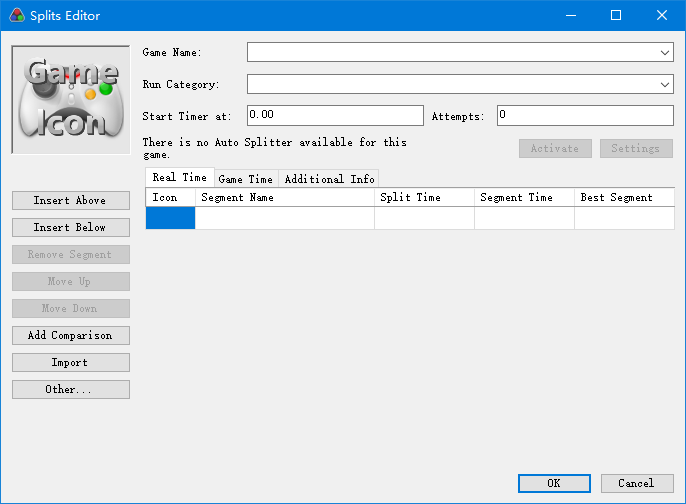 Splits Editor
Game Icon
Game Name:
Run Category:
Start Timer at: 0.00 Attempts: 0
There is no Auto Splitter available for this
game.
Activate Settings
Real Time Game Time Additional Info
Icon Segment Name Split Time Segment Time Best Segment
Insert Above
Insert Below
Remove Segment
Move Up
Move Down
Add Comparison
Import
Other...
OK Cancel